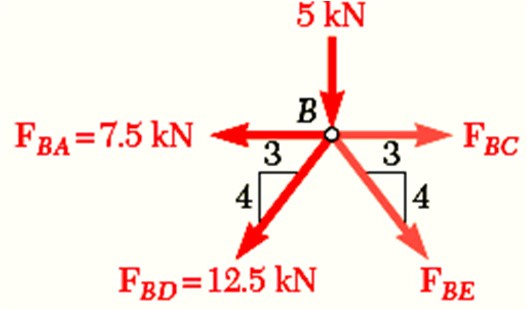 5 kN
B
F_BA = 7.5 kN
F_BC
3 3
4 4
F_BD = 12.5 kN
F_BE